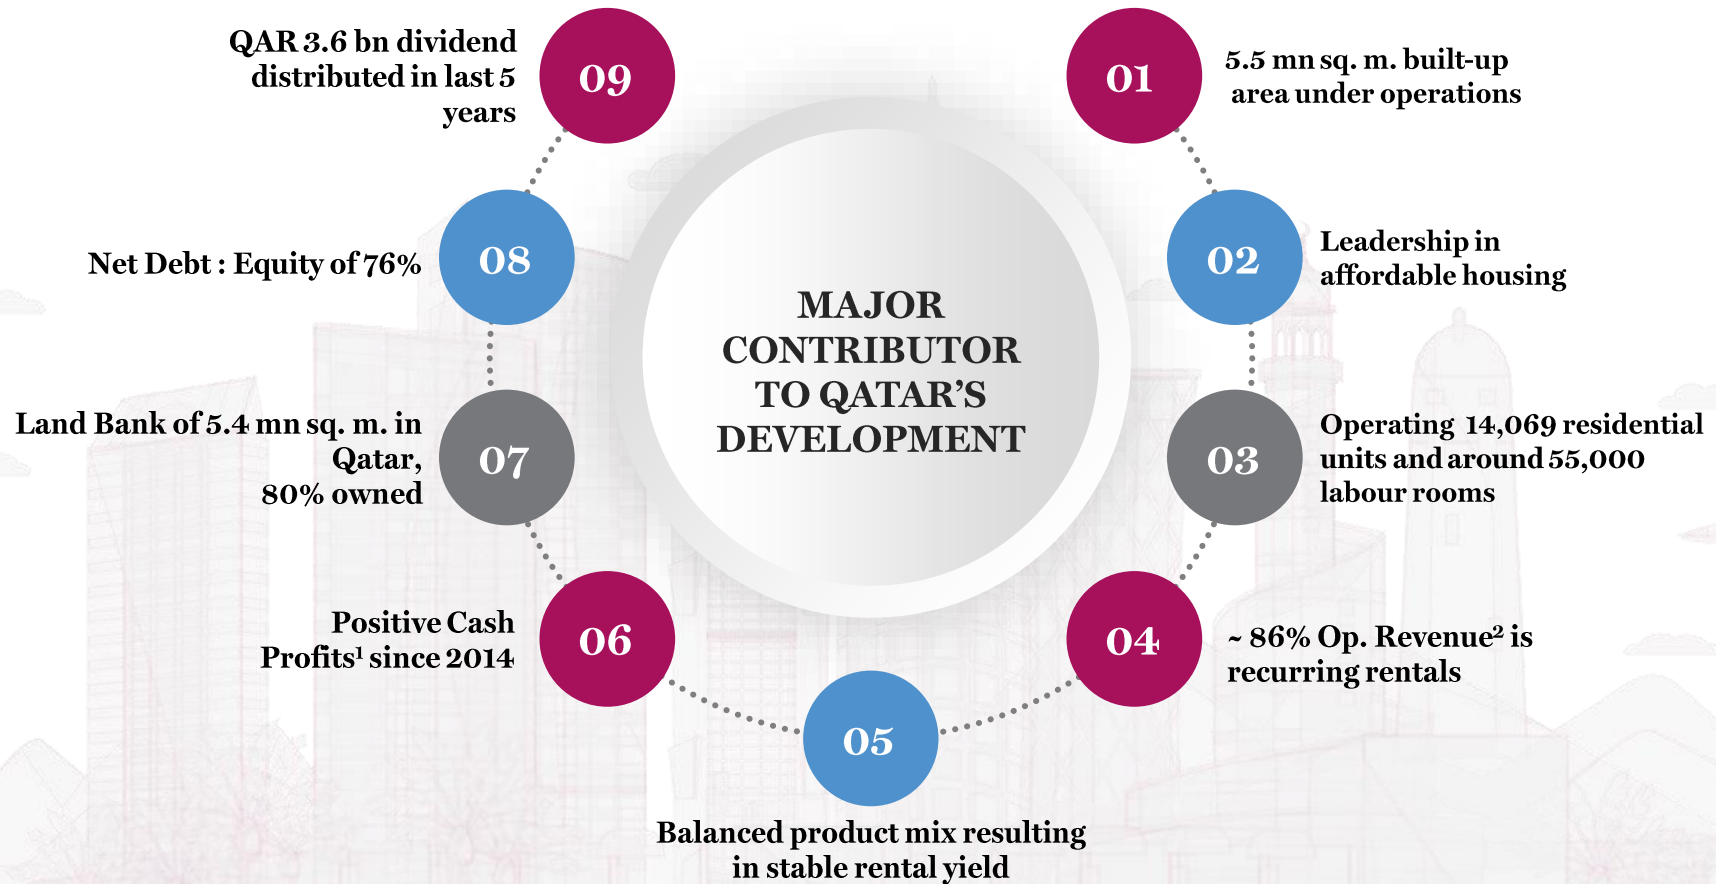 MAJOR
CONTRIBUTOR
TO QATAR’S
DEVELOPMENT
01
5.5 mn sq. m. built-up
area under operations
02
Leadership in
affordable housing
03
Operating 14,069 residential
units and around 55,000
labour rooms
04
~ 86% Op. Revenue² is
recurring rentals
05
Balanced product mix resulting
in stable rental yield
06
Positive Cash
Profits¹ since 2014
07
Land Bank of 5.4 mn sq. m. in
Qatar,
80% owned
08
Net Debt : Equity of 76%
09
QAR 3.6 bn dividend
distributed in last 5
years